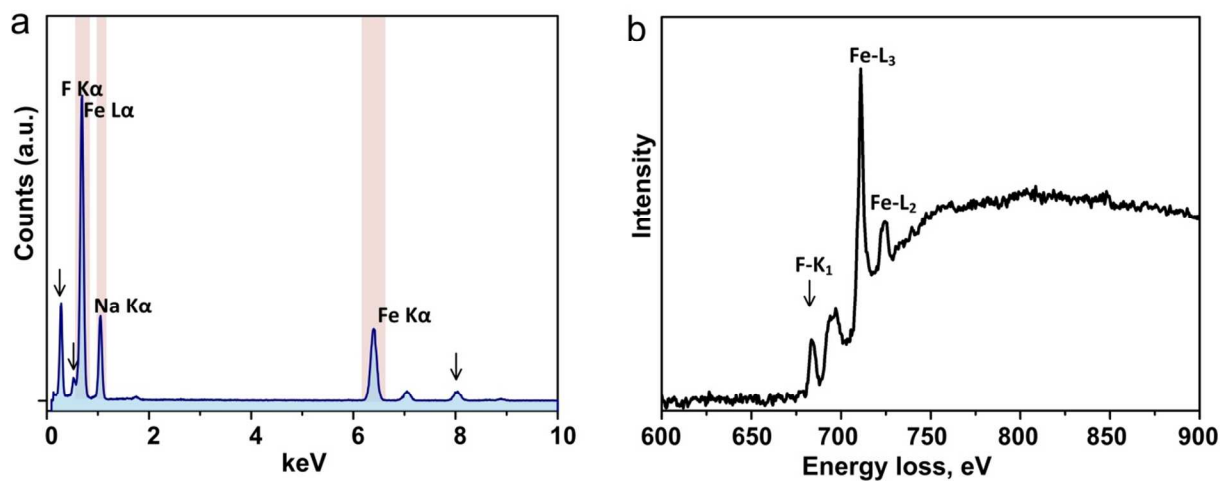 a
F Kα
Fe Lα
Na Kα
Fe Kα
Counts (a.u.)
0 2 4 6 8 10
keV
b
Fe-L₃
Fe-L₂
F-K₁
Intensity
600 650 700 750 800 850 900
Energy loss, eV